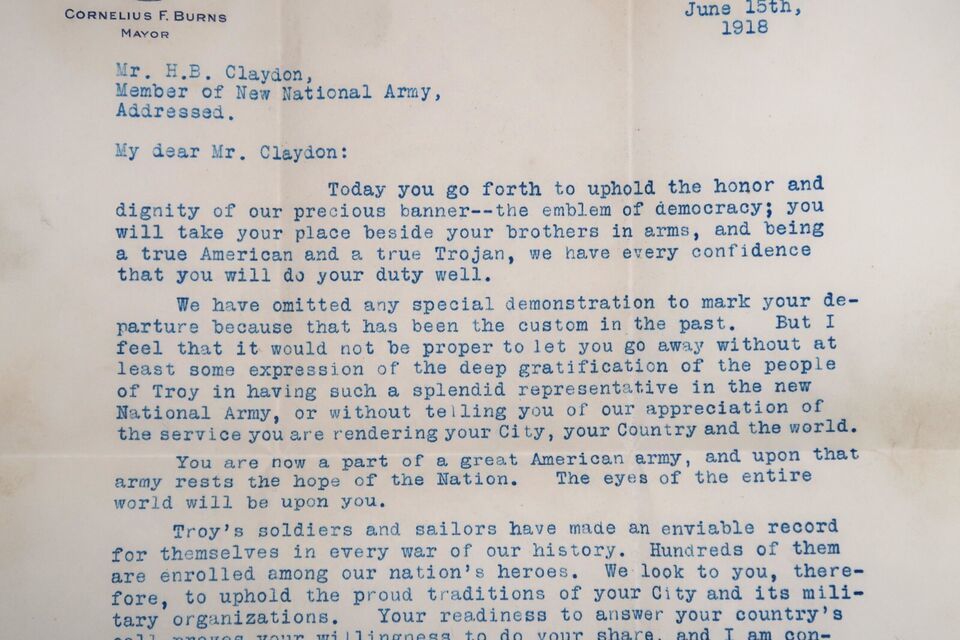 CORNELIUS F. BURNS
MAYOR
June 15th,
1918
Mr. H.B. Claydon,
Member of New National Army,
Addressed.
My dear Mr. Claydon:
Today you go forth to uphold the honor and
dignity of our precious banner--the emblem of democracy; you
will take your place beside your brothers in arms, and being
a true American and a true Trojan, we have every confidence
that you will do your duty well.
We have omitted any special demonstration to mark your de-
parture because that has been the custom in the past. But I
feel that it would not be proper to let you go away without at
least some expression of the deep gratification of the people
of Troy in having such a splendid representative in the new
National Army, or without telling you of our appreciation of
the service you are rendering your City, your Country and the world.
You are now a part of a great American army, and upon that
army rests the hope of the Nation. The eyes of the entire
world will be upon you.
Troy's soldiers and sailors have made an enviable record
for themselves in every war of our history. Hundreds of them
are enrolled among our nation's heroes. We look to you, there-
fore, to uphold the proud traditions of your City and its mili-
tary organizations. Your readiness to answer your country's
call proves your willingness to do your share, and I am con-